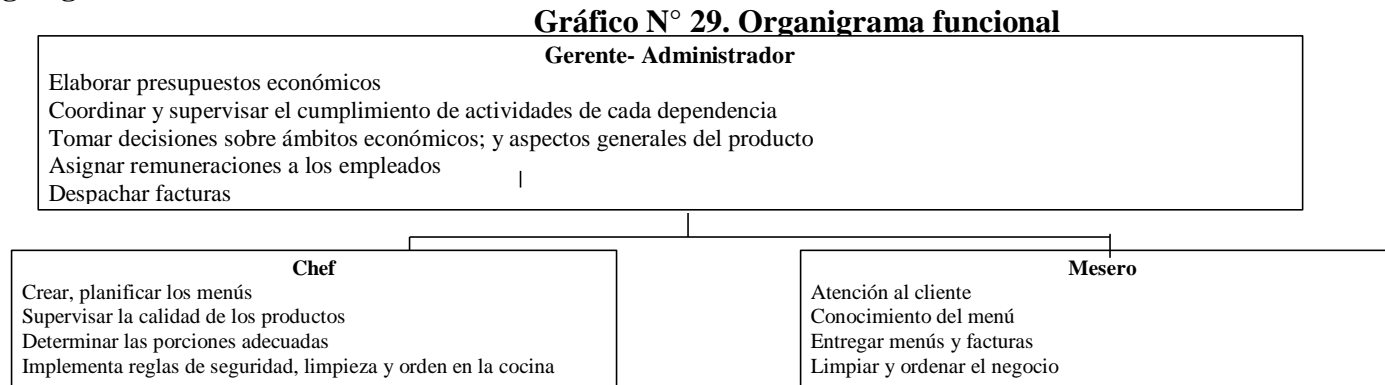 Gráfico N° 29. Organigrama funcional
Gerente- Administrador
Elaborar presupuestos económicos
Coordinar y supervisar el cumplimiento de actividades de cada dependencia
Tomar decisiones sobre ámbitos económicos; y aspectos generales del producto
Asignar remuneraciones a los empleados
Despachar facturas
Chef
Crear, planificar los menús
Supervisar la calidad de los productos
Determinar las porciones adecuadas
Implementa reglas de seguridad, limpieza y orden en la cocina
Mesero
Atención al cliente
Conocimiento del menú
Entregar menús y facturas
Limpiar y ordenar el negocio